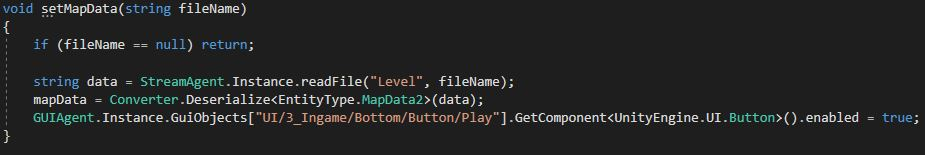 void setMapData(string fileName)
{
if (fileName == null) return;
string data = StreamAgent.Instance.readFile("Level", fileName);
mapData = Converter.Deserialize<EntityType.MapData2>(data);
GUIAgent.Instance.GuiObjects["UI/3_Ingame/Bottom/Button/Play"].GetComponent<UnityEngine.UI.Button>().enabled = true;
}